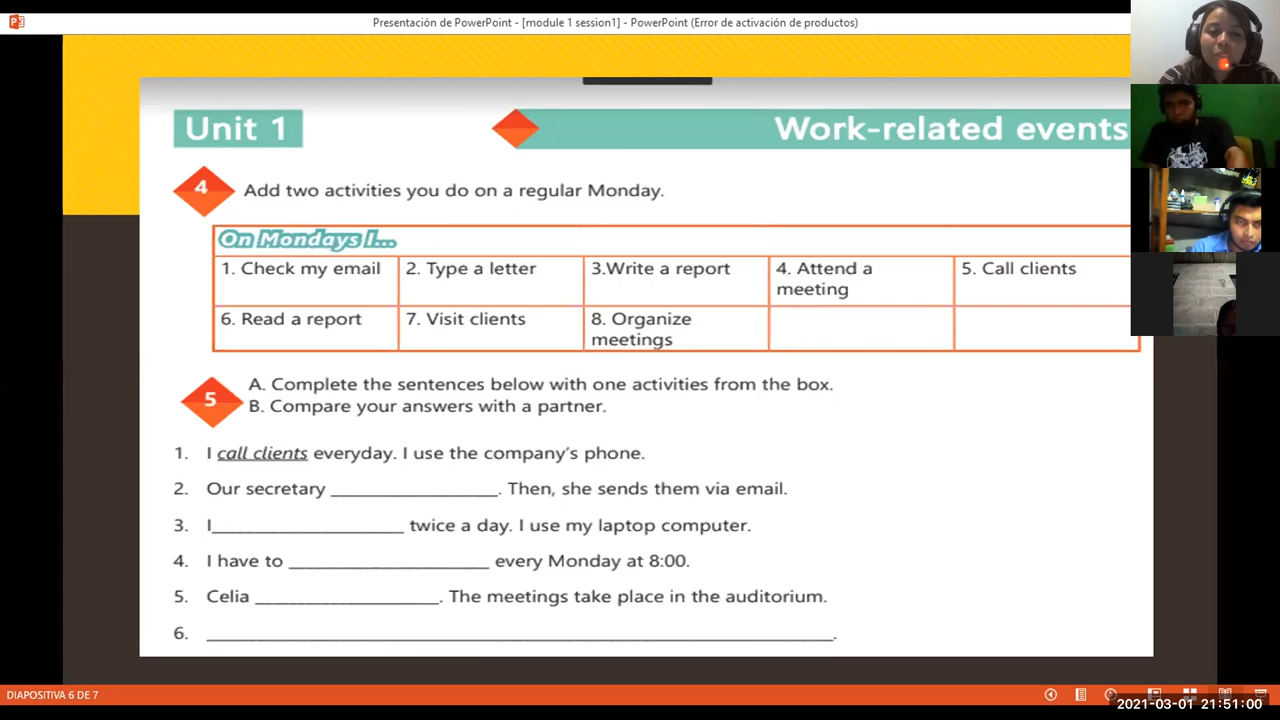 Presentación de PowerPoint - [module 1 session1] - PowerPoint (Error de activación de productos)
Unit 1
Work-related events
4
Add two activities you do on a regular Monday.
On Mondays I...
1. Check my email
2. Type a letter
3.Write a report
4. Attend a
meeting
5. Call clients
6. Read a report
7. Visit clients
8. Organize
meetings
5
A. Complete the sentences below with one activities from the box.
B. Compare your answers with a partner.
1. I call clients everyday. I use the company's phone.
2. Our secretary __________________. Then, she sends them via email.
3. I_____________________ twice a day. I use my laptop computer.
4. I have to ______________________ every Monday at 8:00.
5. Celia ____________________. The meetings take place in the auditorium.
6. ____________________________________________________________________.
DIAPOSITIVA 6 DE 7
2021-03-01 21:51:00